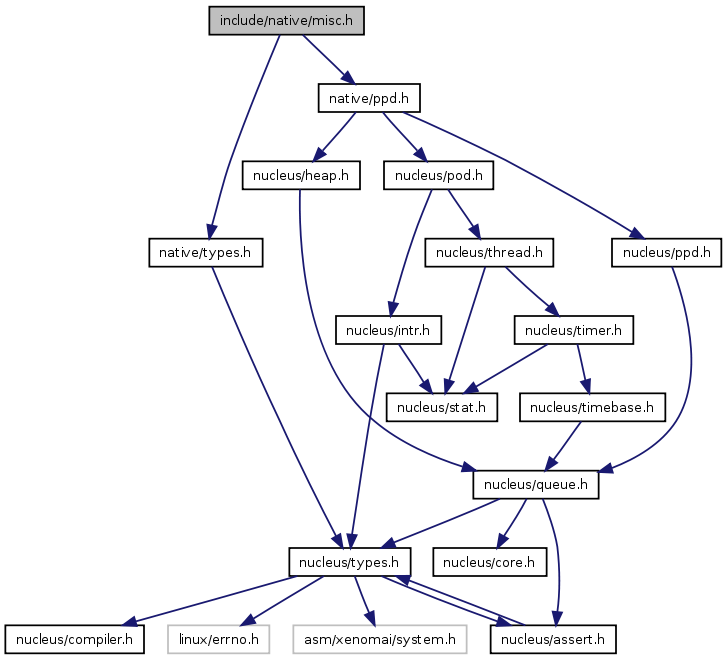 include/native/misc.h
native/ppd.h
nucleus/heap.h
nucleus/pod.h
native/types.h
nucleus/thread.h
nucleus/ppd.h
nucleus/intr.h
nucleus/timer.h
nucleus/stat.h
nucleus/timebase.h
nucleus/queue.h
nucleus/types.h
nucleus/core.h
nucleus/compiler.h
linux/errno.h
asm/xenomai/system.h
nucleus/assert.h